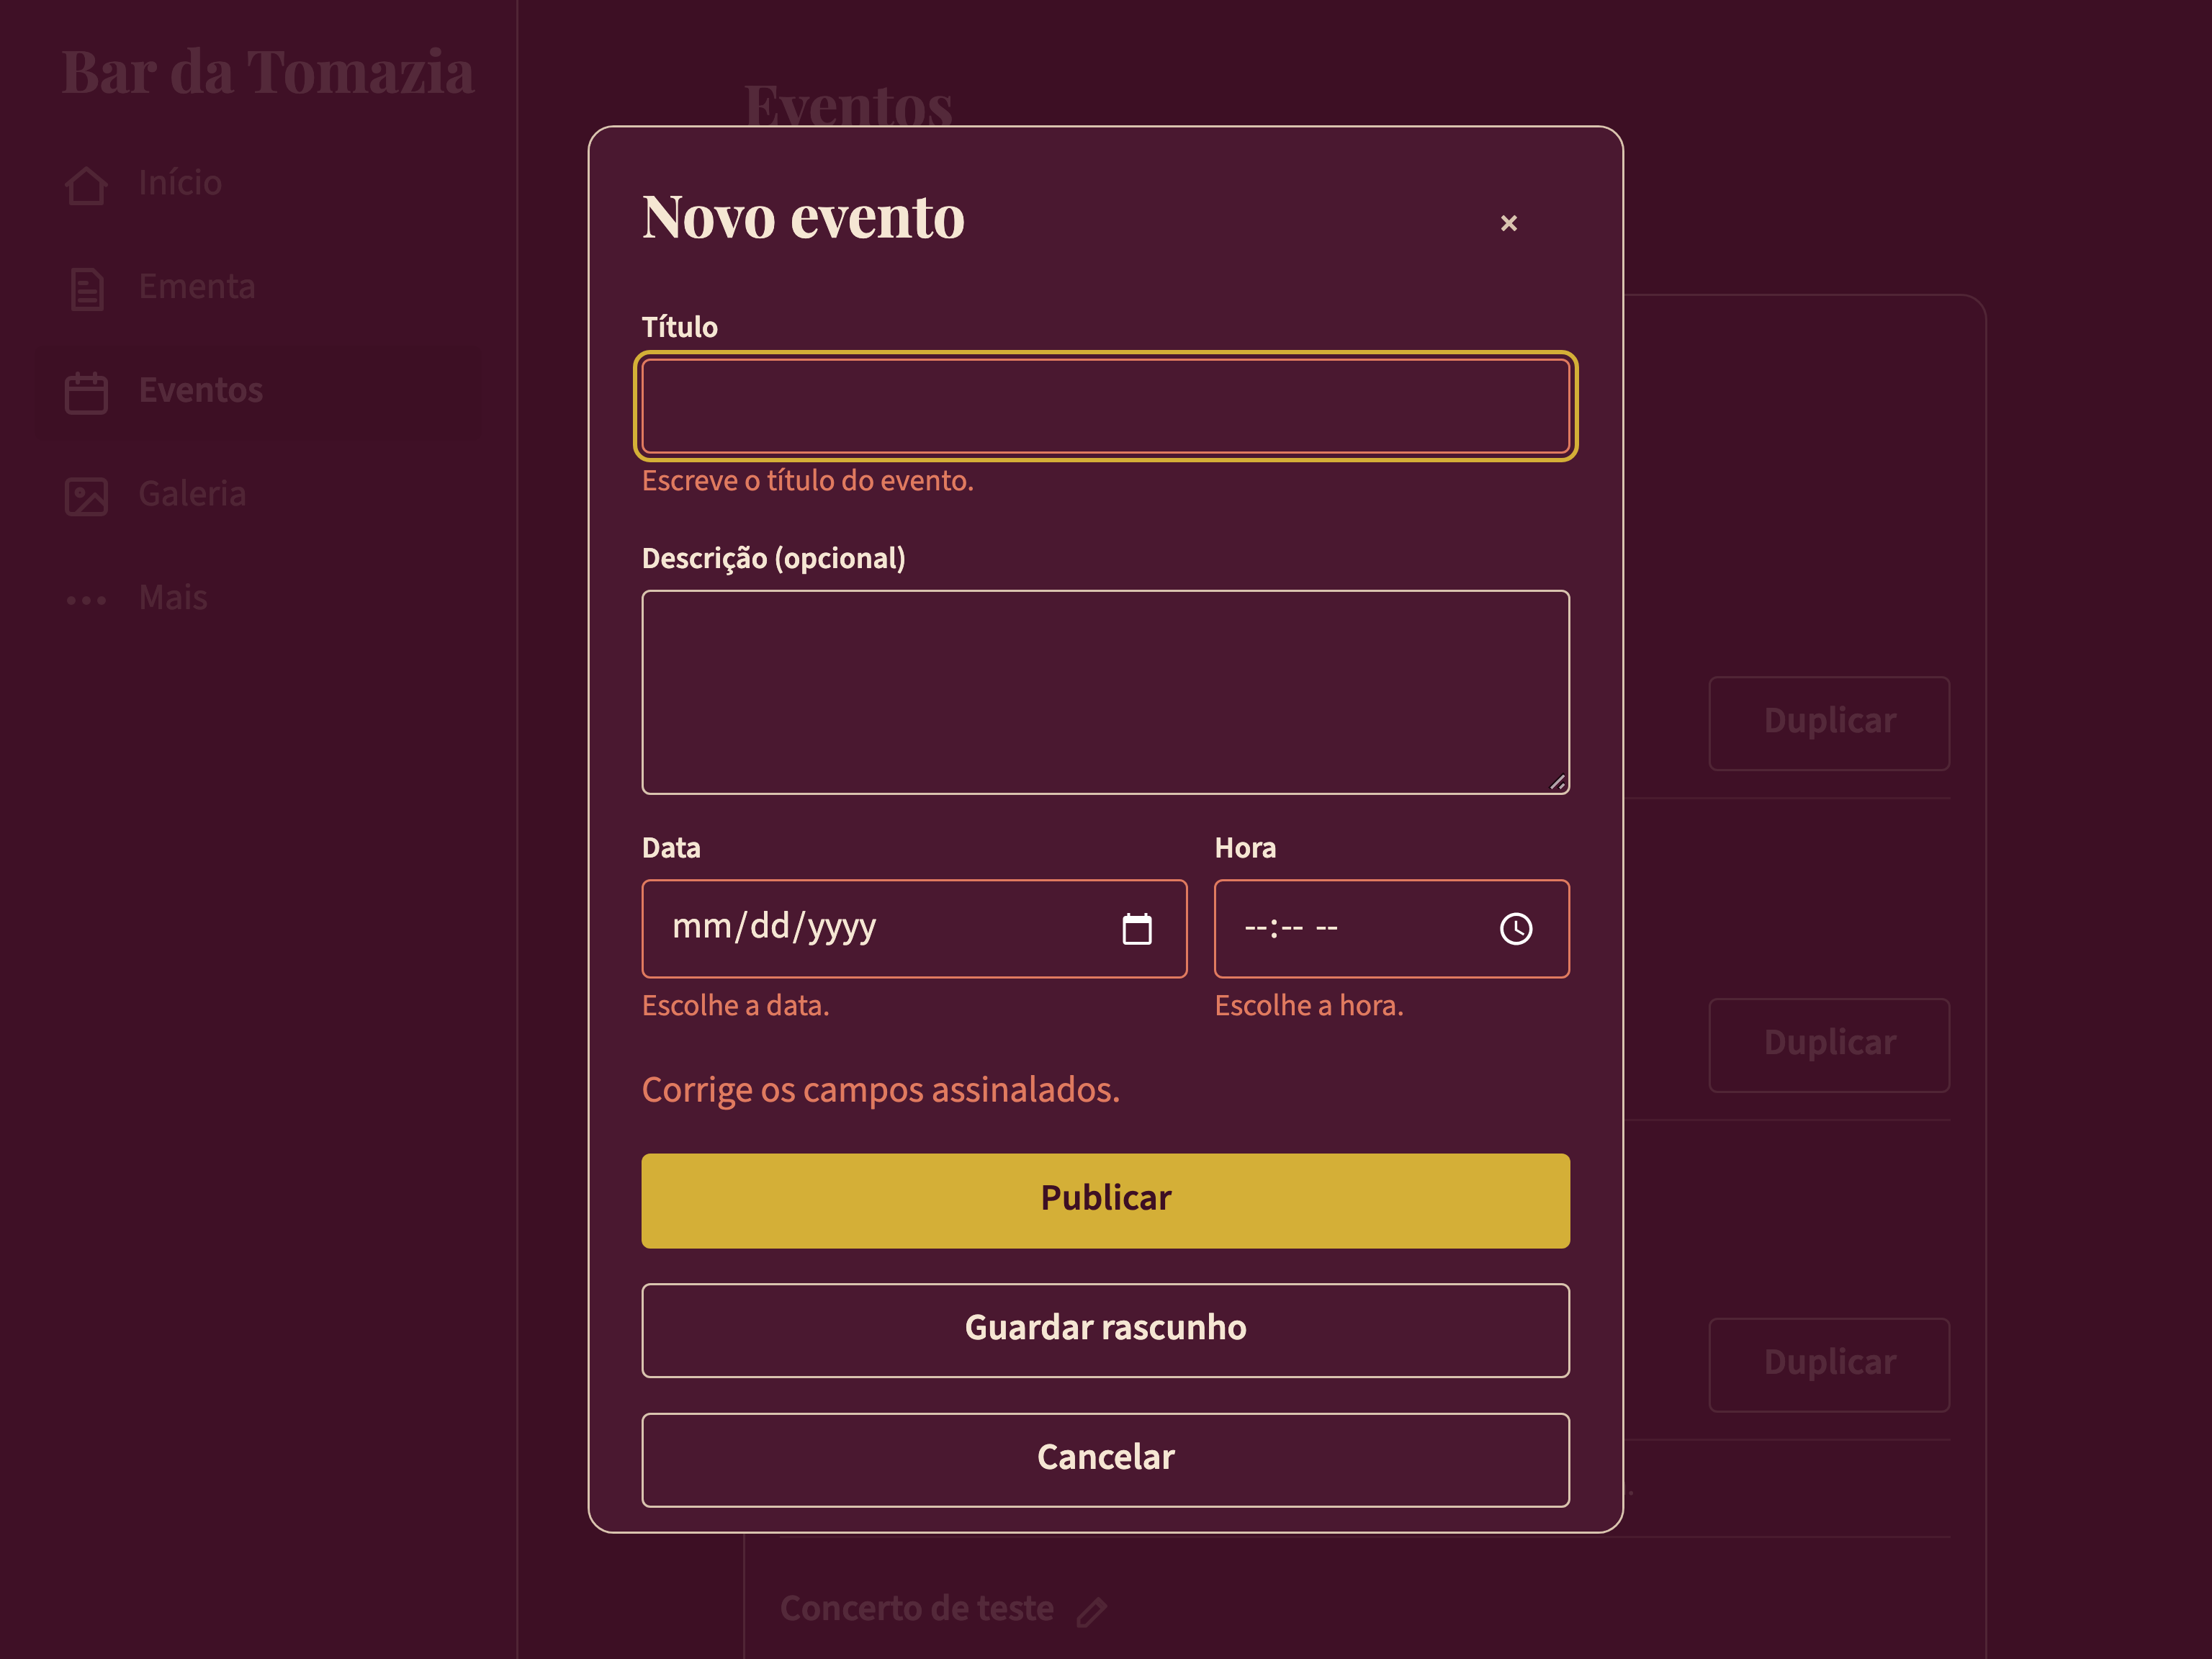 Bar da Tomazia
Início
Ementa
Eventos
Galeria
Mais
Eventos
Novo evento
×
Título
Escreve o título do evento.
Descrição (opcional)
Data
Hora
mm/dd/yyyy
--:-- --
Escolhe a data.
Escolhe a hora.
Corrige os campos assinalados.
Publicar
Guardar rascunho
Cancelar
Duplicar
Duplicar
Duplicar
Concerto de teste